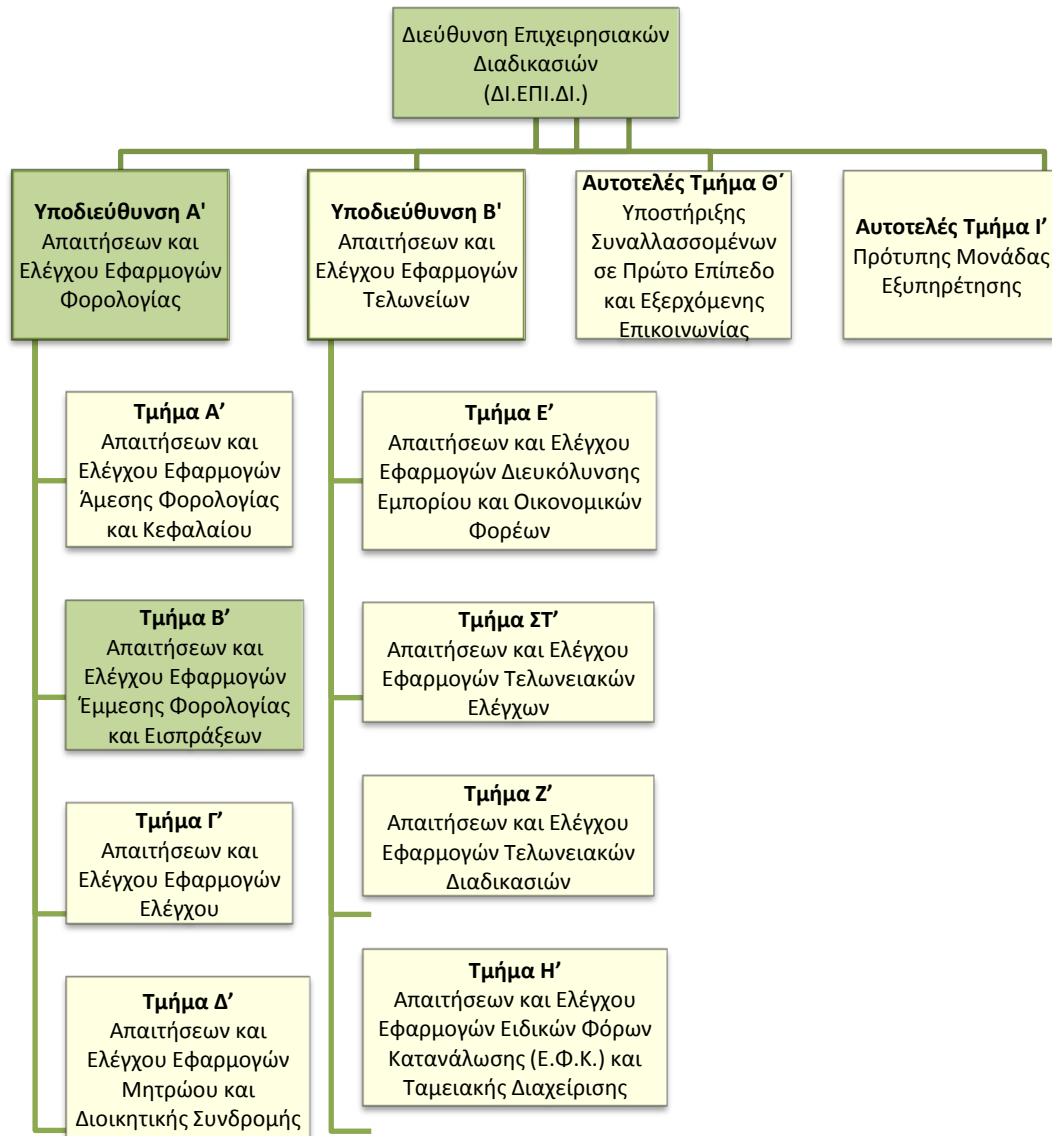 Διεύθυνση Επιχειρησιακών
Διαδικασιών
(ΔΙ.ΕΠΙ.ΔΙ.)
Υποδιεύθυνση Α'
Απαιτήσεων και
Ελέγχου Εφαρμογών
Φορολογίας
Υποδιεύθυνση Β'
Απαιτήσεων και
Ελέγχου Εφαρμογών
Τελωνείων
Αυτοτελές Τμήμα Θ΄
Υποστήριξης
Συναλλασσομένων
σε Πρώτο Επίπεδο
και Εξερχόμενης
Επικοινωνίας
Αυτοτελές Τμήμα Ι’
Πρότυπης Μονάδας
Εξυπηρέτησης
Τμήμα Α’
Απαιτήσεων και
Ελέγχου Εφαρμογών
Άμεσης Φορολογίας
και Κεφαλαίου
Τμήμα Β’
Απαιτήσεων και
Ελέγχου Εφαρμογών
Έμμεσης Φορολογίας
και Εισπράξεων
Τμήμα Γ’
Απαιτήσεων και
Ελέγχου Εφαρμογών
Ελέγχου
Τμήμα Δ’
Απαιτήσεων και
Ελέγχου Εφαρμογών
Μητρώου και
Διοικητικής Συνδρομής
Τμήμα Ε’
Απαιτήσεων και Ελέγχου
Εφαρμογών Διευκόλυνσης
Εμπορίου και Οικονομικών
Φορέων
Τμήμα ΣΤ’
Απαιτήσεων και Ελέγχου
Εφαρμογών Τελωνειακών
Ελέγχων
Τμήμα Ζ’
Απαιτήσεων και Ελέγχου
Εφαρμογών Τελωνειακών
Διαδικασιών
Τμήμα Η’
Απαιτήσεων και Ελέγχου
Εφαρμογών Ειδικών Φόρων
Κατανάλωσης (Ε.Φ.Κ.) και
Ταμειακής Διαχείρισης